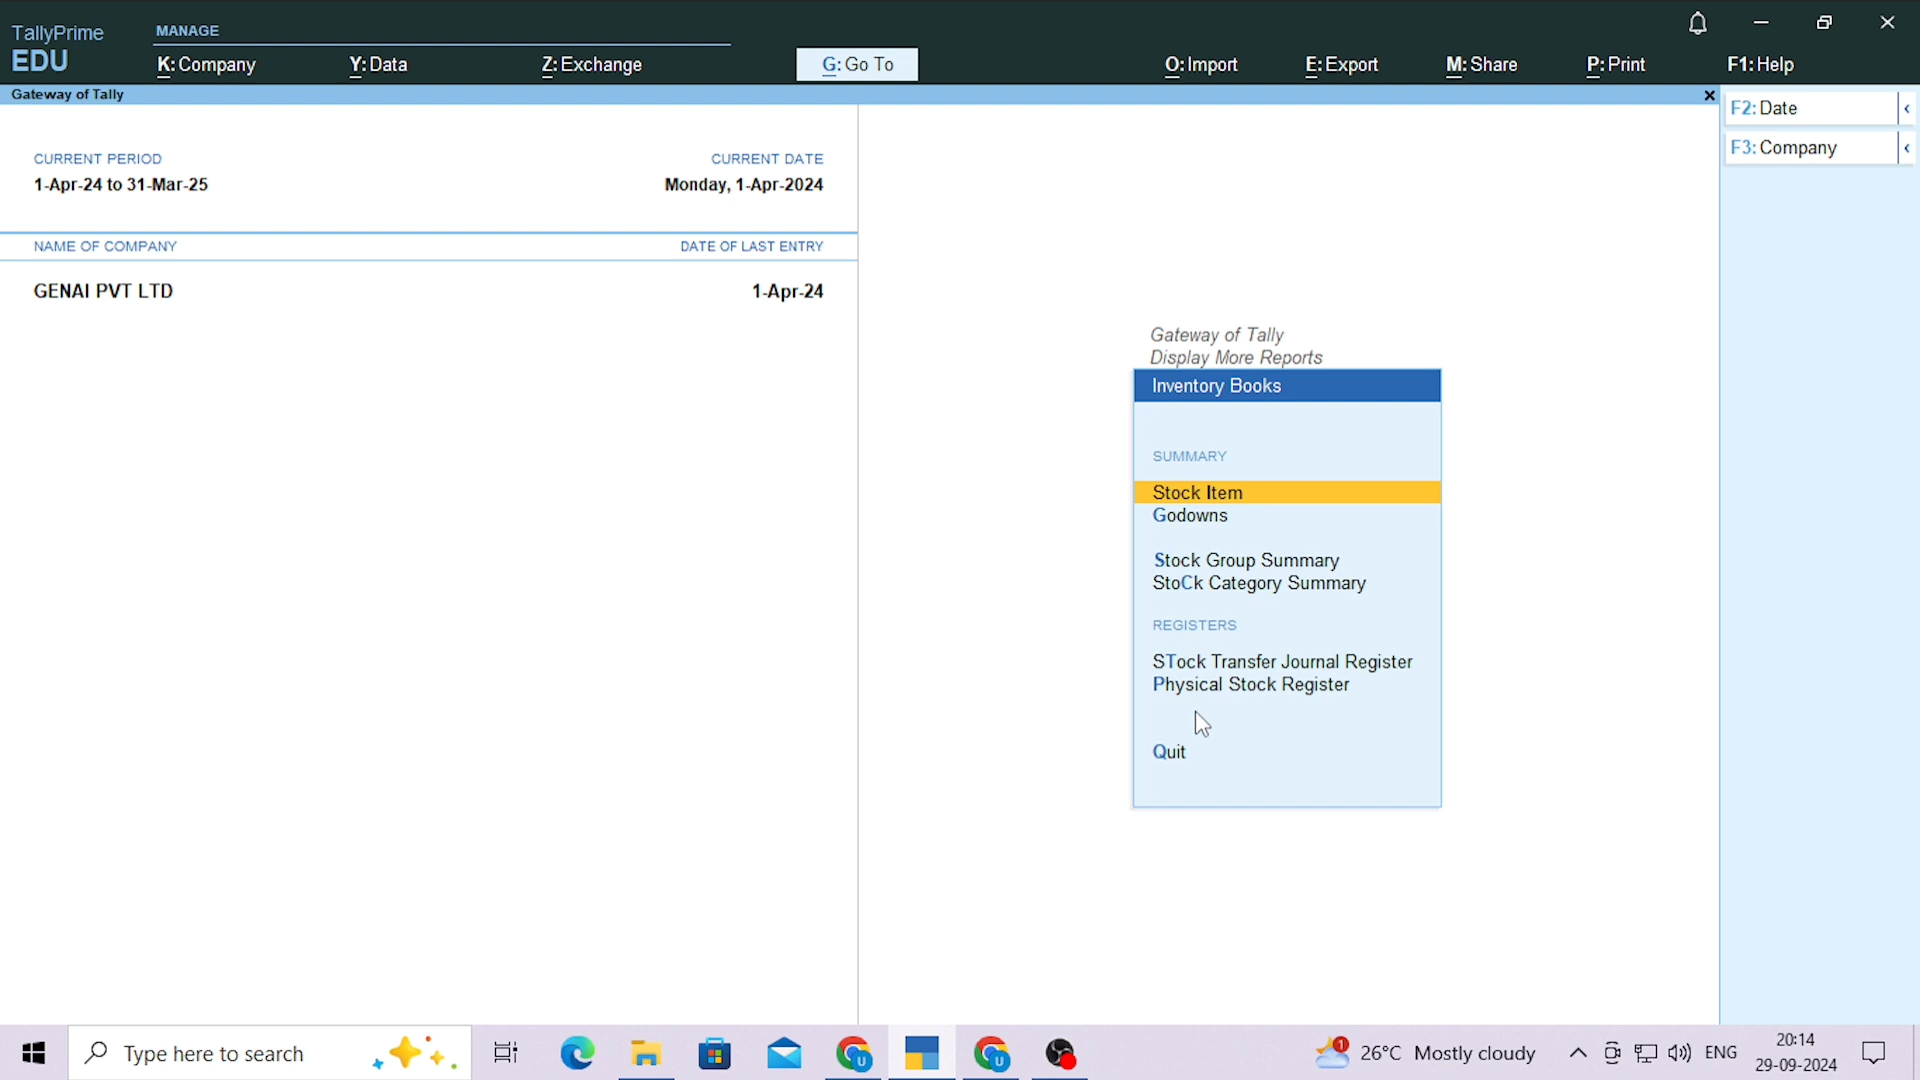 TallyPrime
EDU
MANAGE
K: Company
Y: Data
Z: Exchange
G: Go To
O: Import
E: Export
M: Share
P: Print
F1: Help
Gateway of Tally
F2: Date
F3: Company
CURRENT PERIOD
CURRENT DATE
1-Apr-24 to 31-Mar-25
Monday, 1-Apr-2024
NAME OF COMPANY
DATE OF LAST ENTRY
GENAI PVT LTD
1-Apr-24
Gateway of Tally
Display More Reports
Inventory Books
SUMMARY
Stock Item
Godowns
Stock Group Summary
StoCk Category Summary
REGISTERS
STock Transfer Journal Register
Physical Stock Register
Quit
Type here to search
1
26°C Mostly cloudy
ENG
20:14
29-09-2024